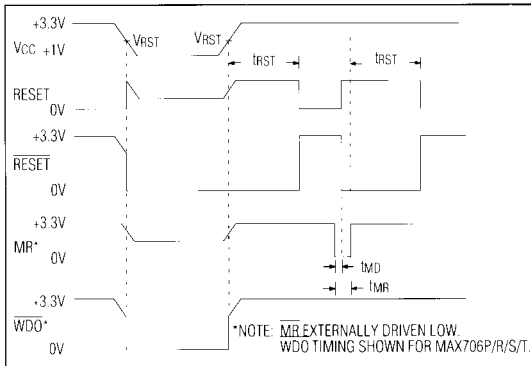 +3.3V
VCC +1V
VRST VRST
tRST tRST
RESET
0V
+3.3V
RESET
0V
+3.3V
MR*
0V
tMD
tMR
+3.3V
WDO*
0V
*NOTE: MR EXTERNALLY DRIVEN LOW.
WDO TIMING SHOWN FOR MAX706P/R/S/T.